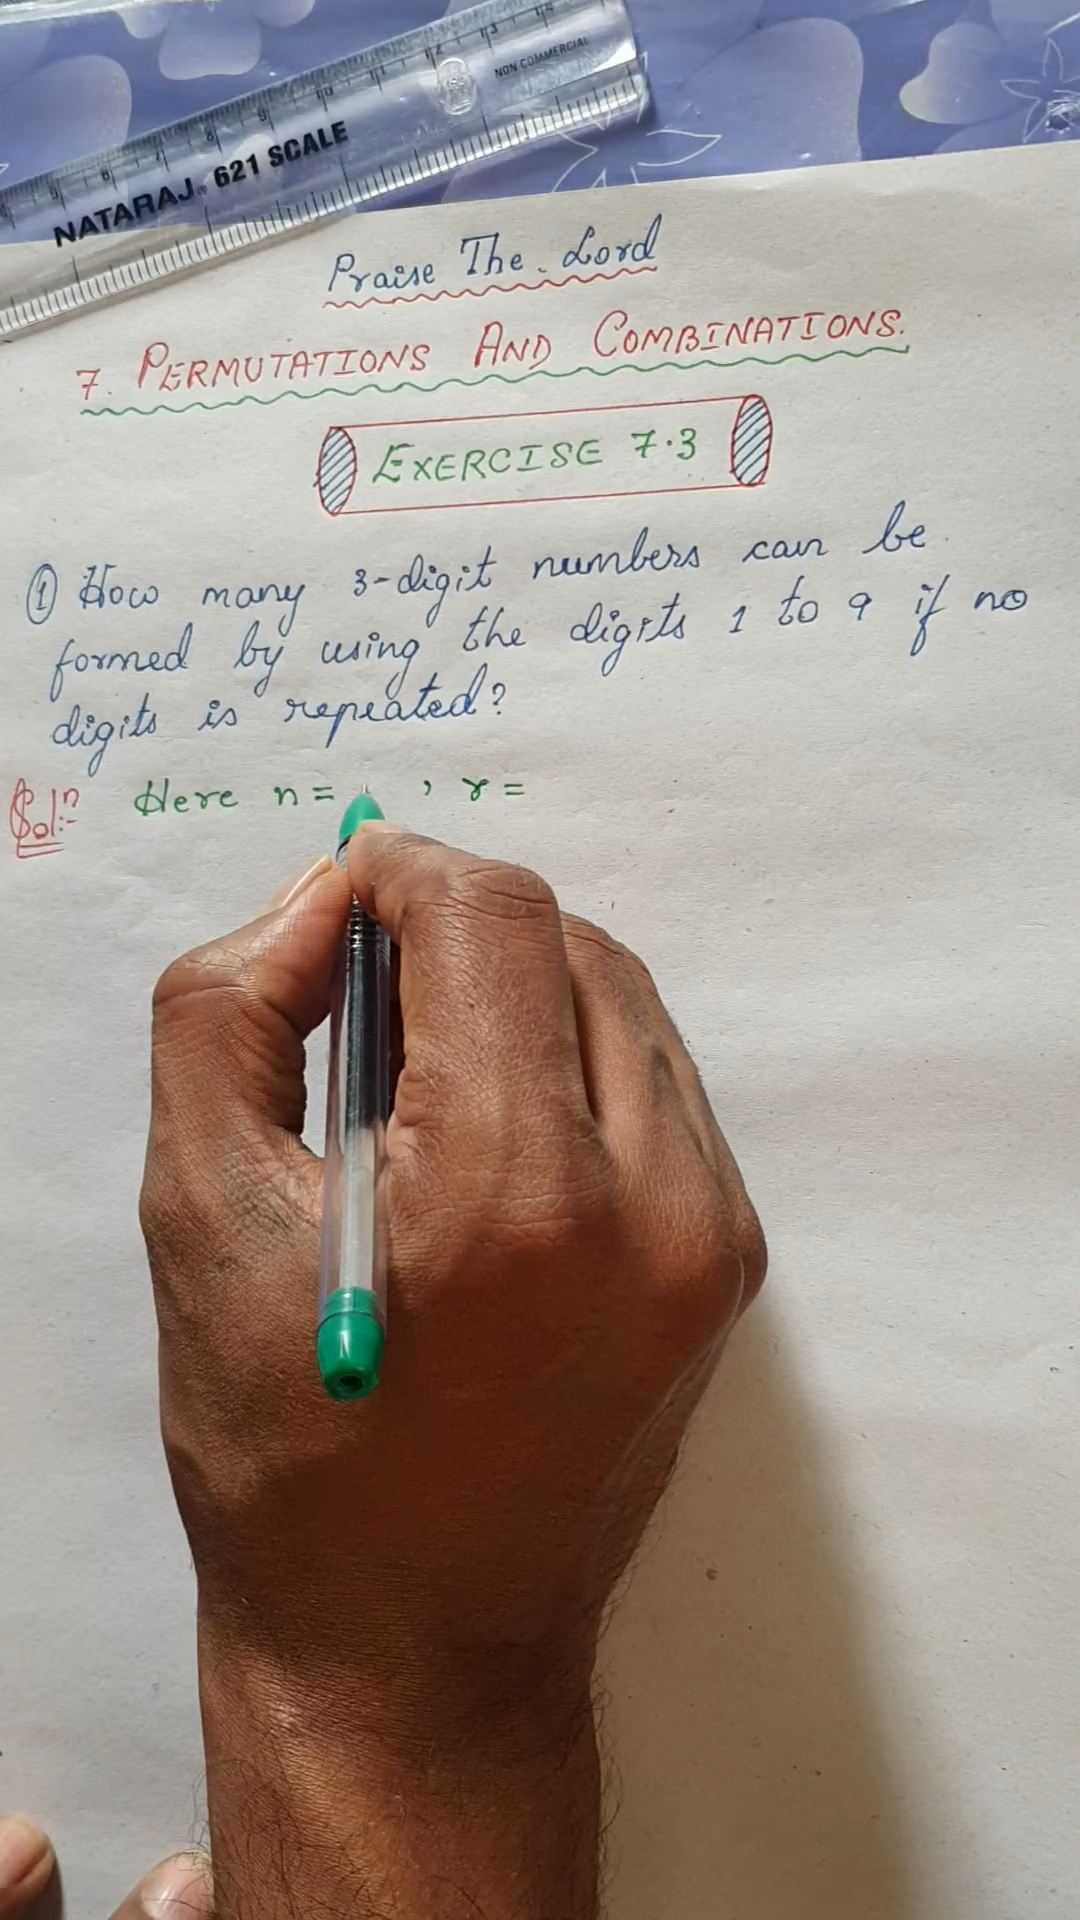 NON COMMERCIAL
NATARAJ® 621 SCALE
Praise The Lord
7. PERMUTATIONS AND COMBINATIONS.
EXERCISE 7.3
① How many 3-digit numbers can be
formed by using the digits 1 to 9 if no
digits is repeated?
Solⁿ:- Here n = , r =